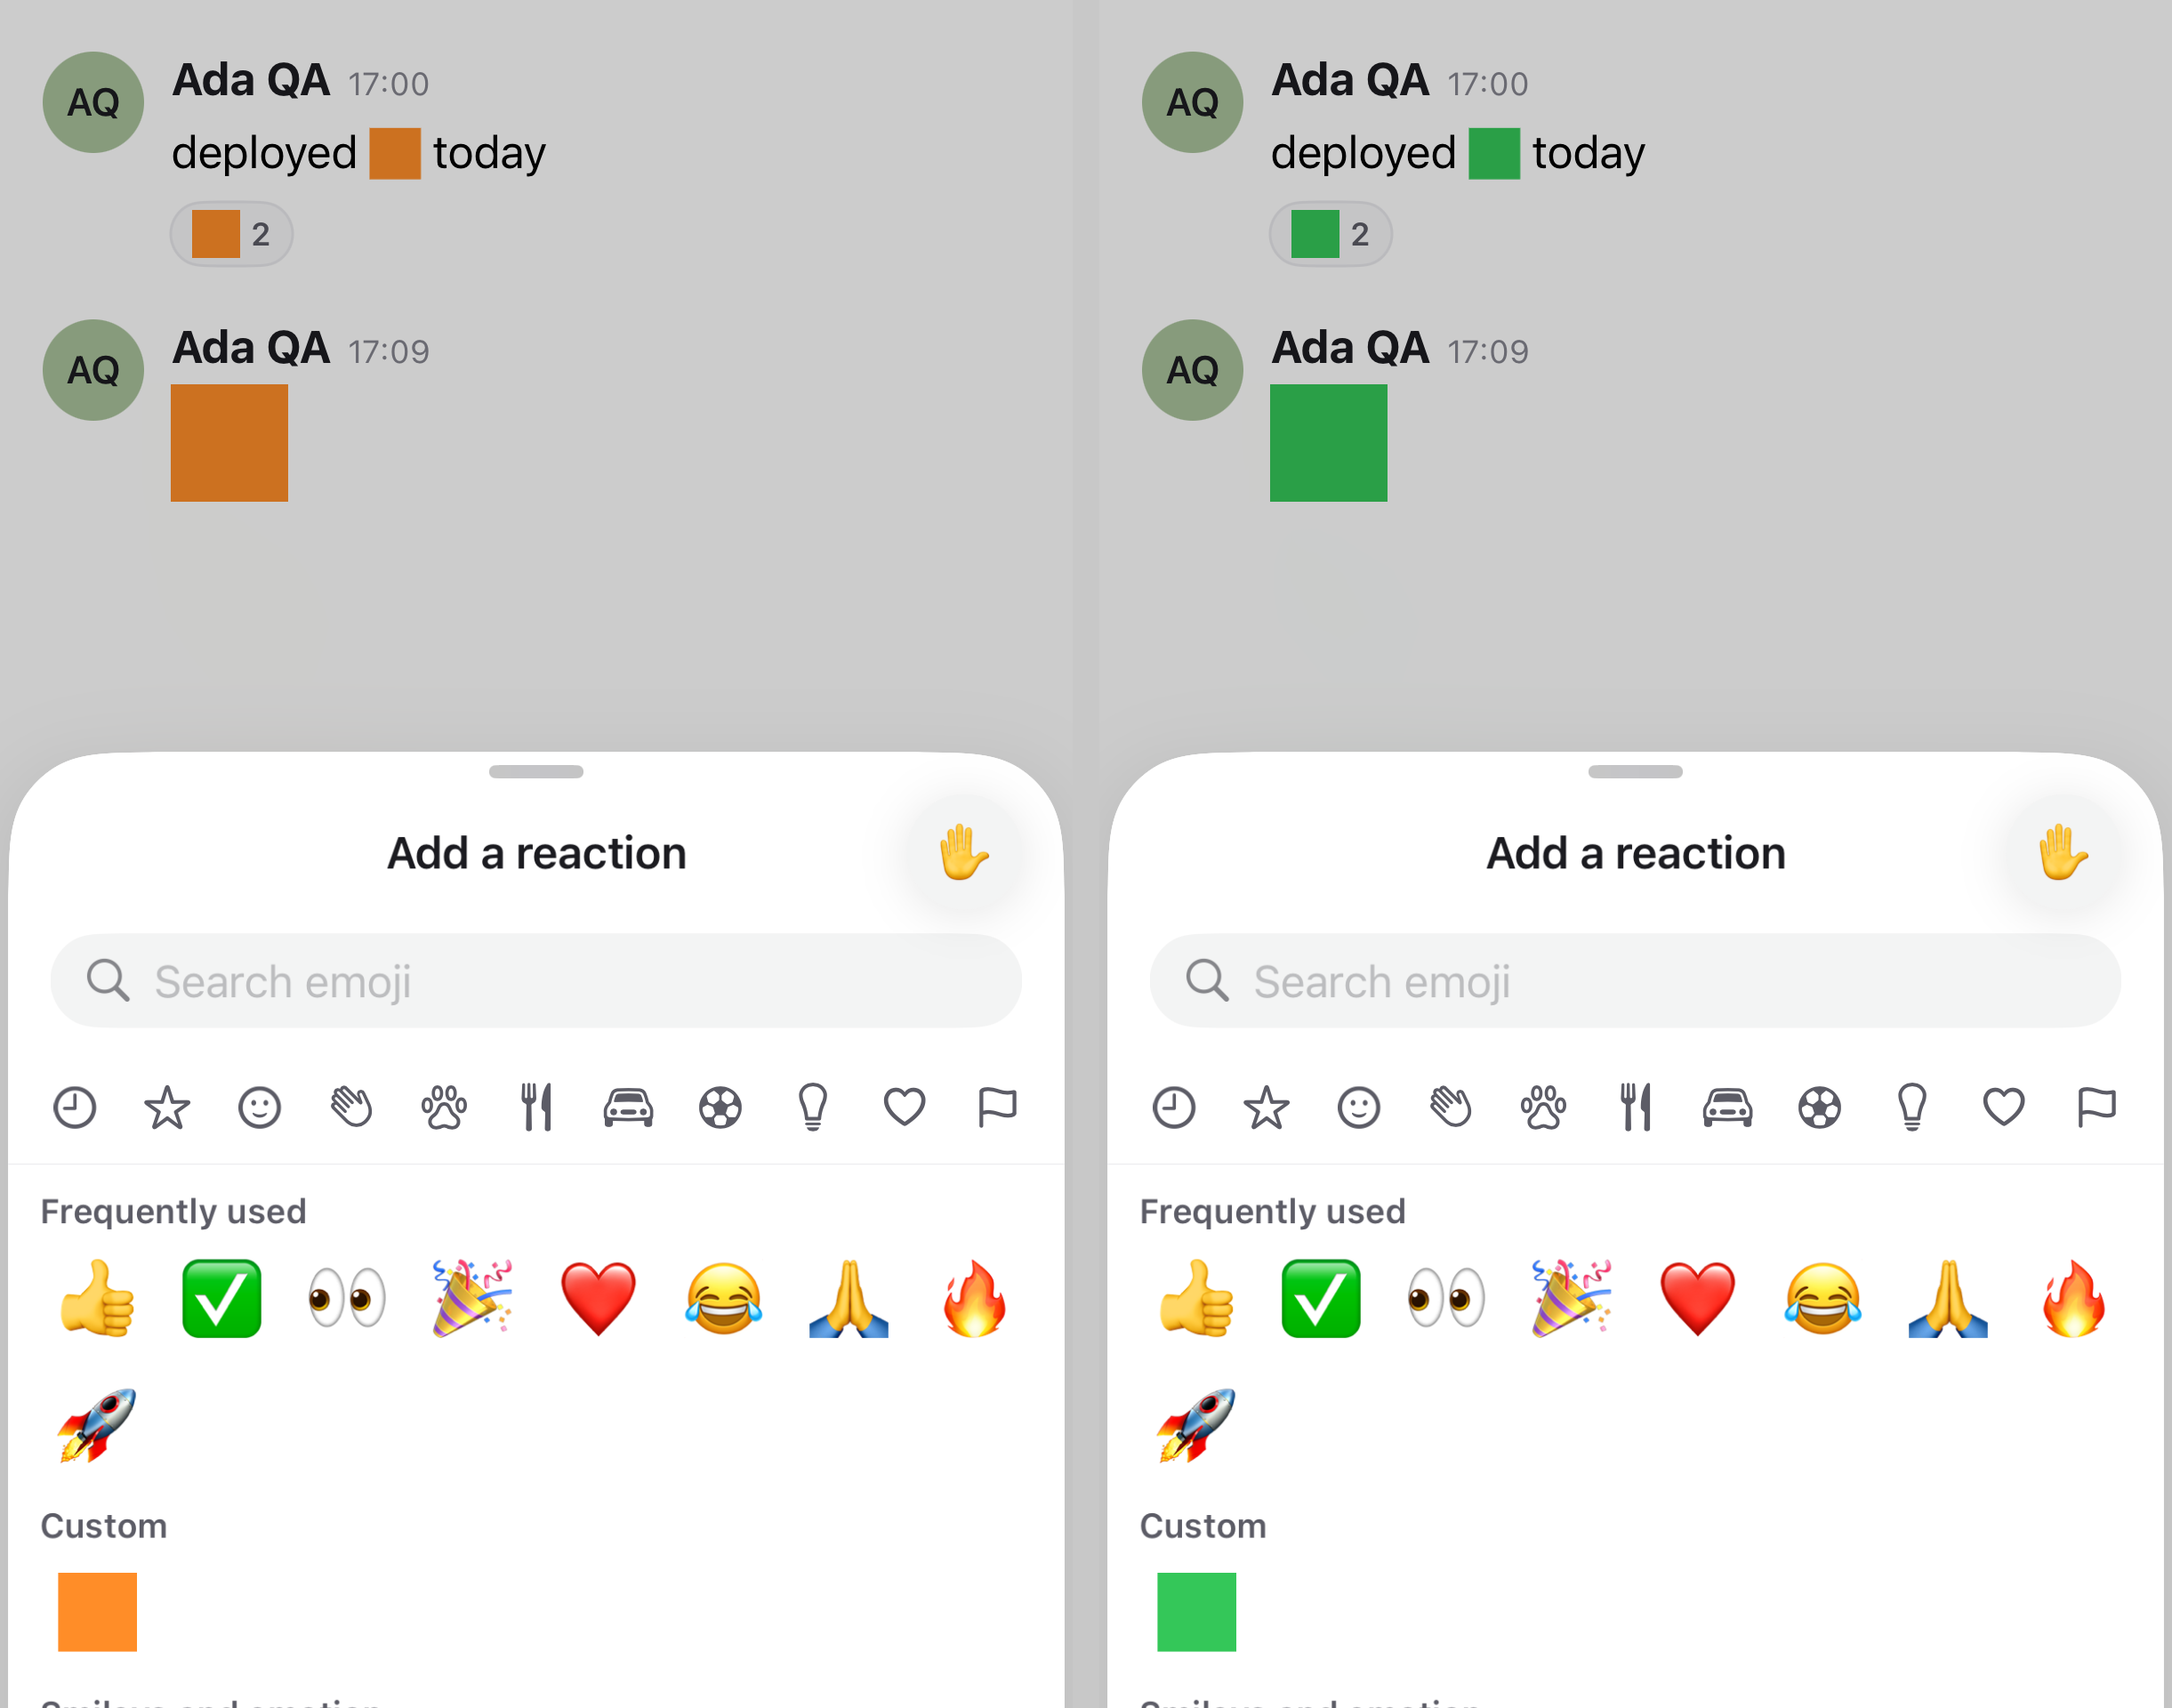 AQ
Ada QA 17:00
deployed today
2
AQ
Ada QA 17:09
Add a reaction
Search emoji
Frequently used
Custom
AQ
Ada QA 17:00
deployed today
2
AQ
Ada QA 17:09
Add a reaction
Search emoji
Frequently used
Custom